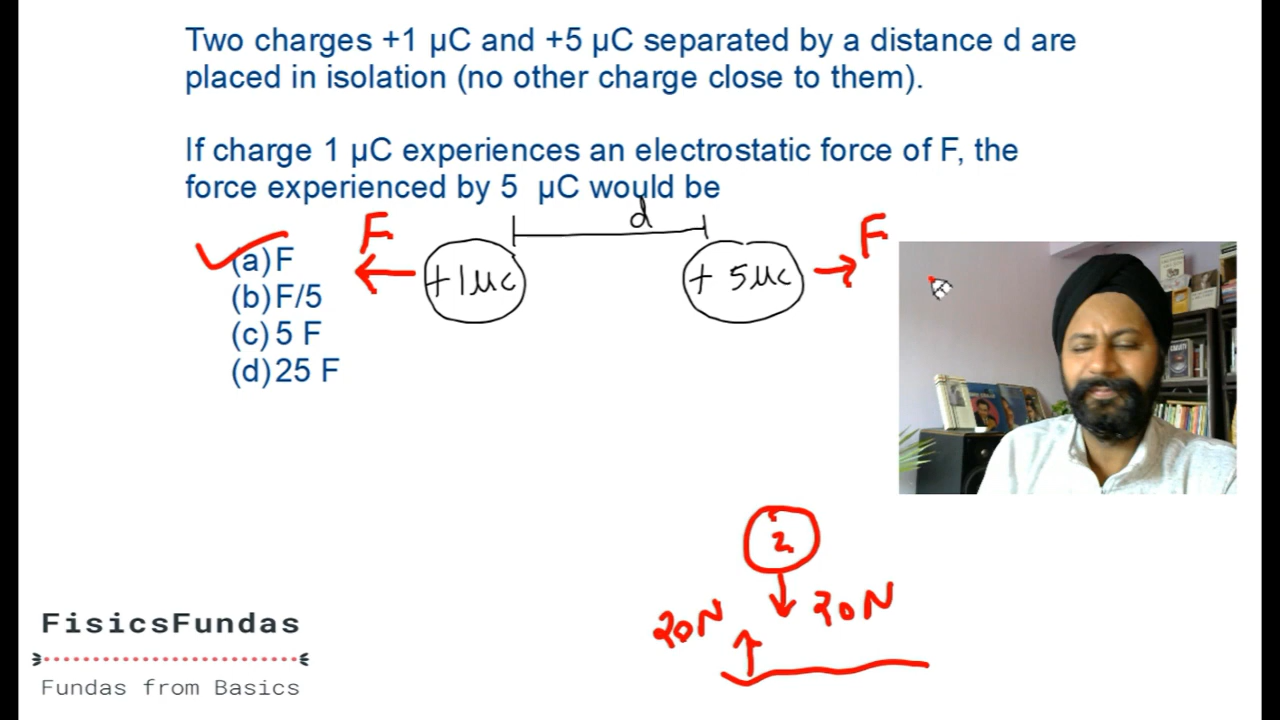 Two charges +1 µC and +5 µC separated by a distance d are
placed in isolation (no other charge close to them).
If charge 1 µC experiences an electrostatic force of F, the
force experienced by 5 µC would be
d
F
F
(a) F
+1µc
+ 5µc
(b) F/5
(c) 5 F
(d) 25 F
2
20N
20N
FisicsFundas
Fundas from Basics